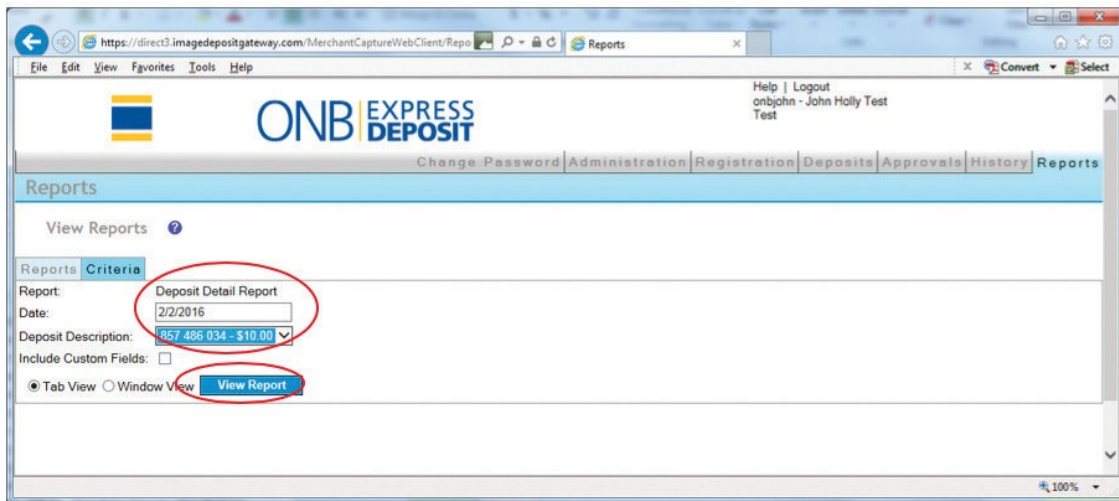 https://direct3.imagedepositgateway.com/MerchantCaptureWebClient/Repo
Reports
File Edit View Favorites Tools Help
Convert Select
Help | Logout
onbjohn - John Holly Test
Test
ONB EXPRESS DEPOSIT
Change Password Administration Registration Deposits Approvals History Reports
Reports
View Reports ?
Reports Criteria
Report: Deposit Detail Report
Date: 2/2/2016
Deposit Description: 857 486 034 - $10.00
Include Custom Fields:
Tab View Window View View Report
100%